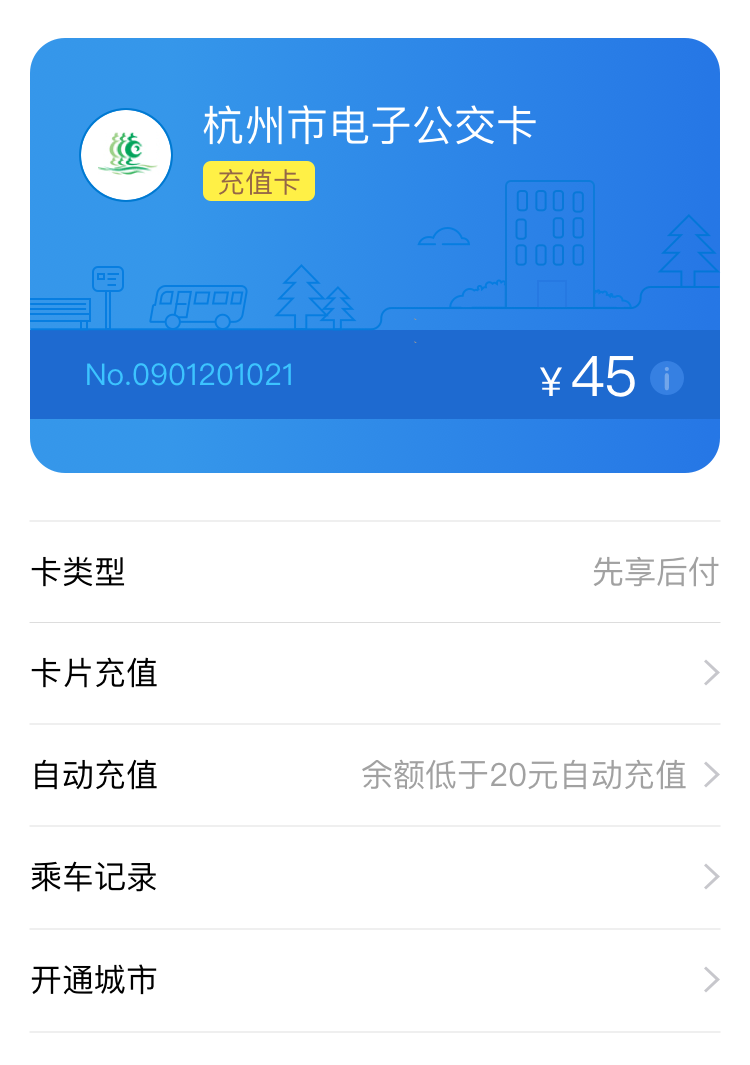 杭州市电子公交卡
充值卡
No.0901201021
¥45
卡类型
先享后付
卡片充值
自动充值
余额低于20元自动充值
乘车记录
开通城市